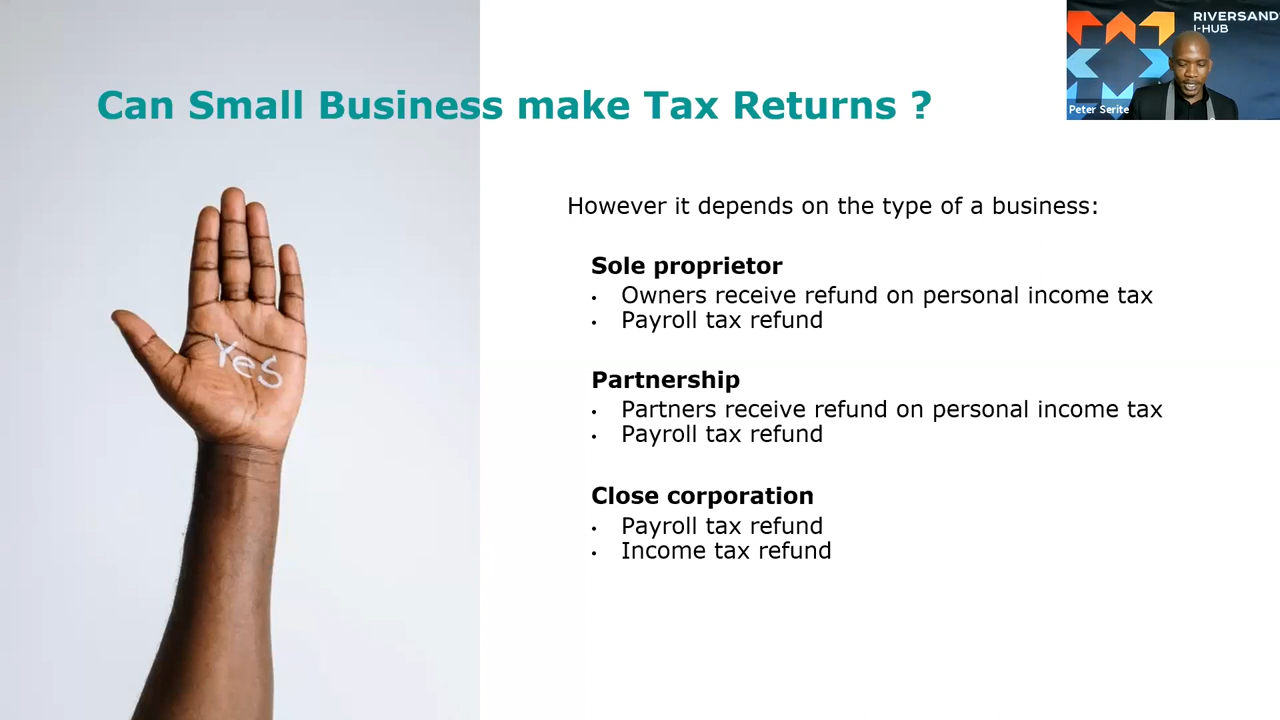 Can Small Business make Tax Returns ?
RIVERSAND
I-HUB
Peter Serite
However it depends on the type of a business:
Sole proprietor
• Owners receive refund on personal income tax
• Payroll tax refund
Yes
Partnership
• Partners receive refund on personal income tax
• Payroll tax refund
Close corporation
• Payroll tax refund
• Income tax refund